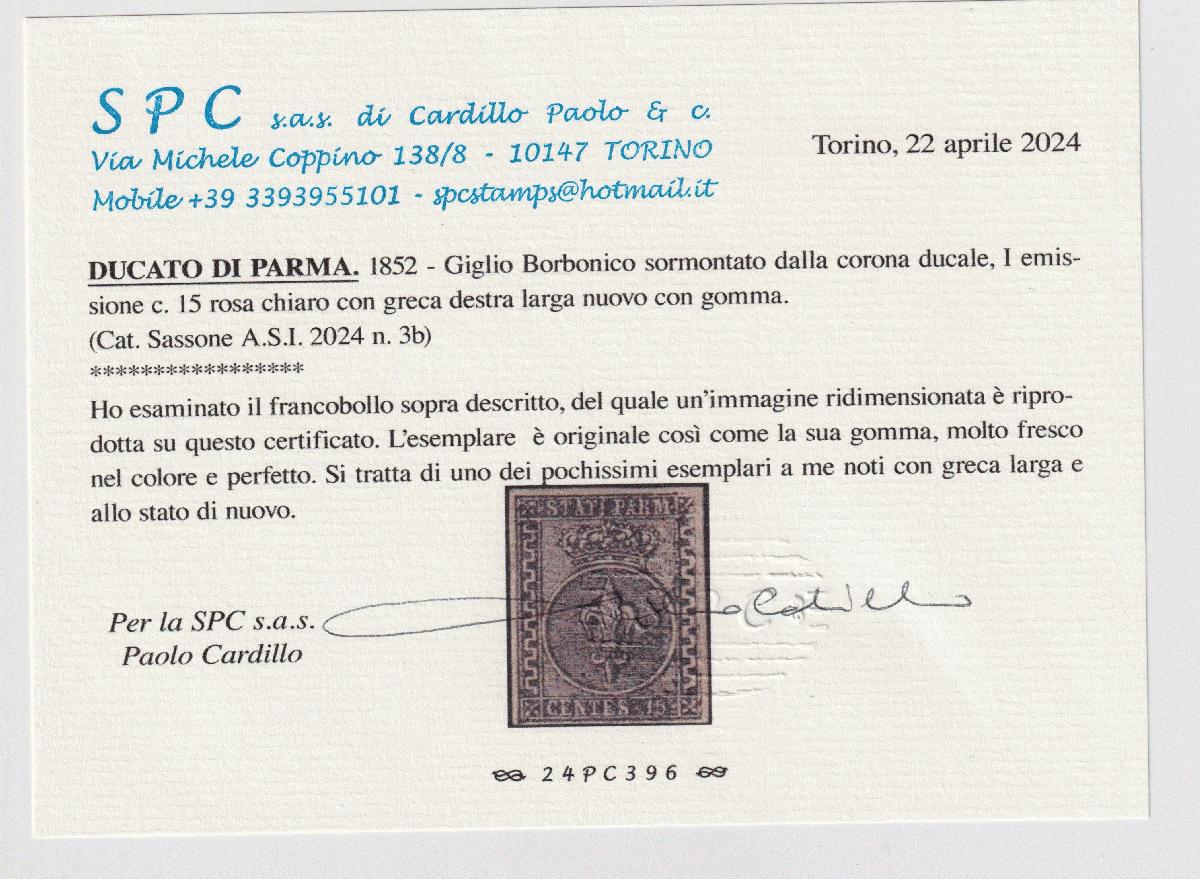 SPC s.a.s. di Cardillo Paolo & c.
Via Michele Coppino 138/8 - 10147 TORINO
Mobile +39 3393955101 - spcstamps@hotmail.it
Torino, 22 aprile 2024
DUCATO DI PARMA. 1852 - Giglio Borbonico sormontato dalla corona ducale, I emis-
sione c. 15 rosa chiaro con greca destra larga nuovo con gomma.
(Cat. Sassone A.S.I. 2024 n. 3b)
*****************
Ho esaminato il francobollo sopra descritto, del quale un'immagine ridimensionata è ripro-
dotta su questo certificato. L'esemplare è originale così come la sua gomma, molto fresco
nel colore e perfetto. Si tratta di uno dei pochissimi esemplari a me noti con greca larga e
allo stato di nuovo.
STATI PARM
CENTES. 15
Per la SPC s.a.s.
Paolo Cardillo
24PC396